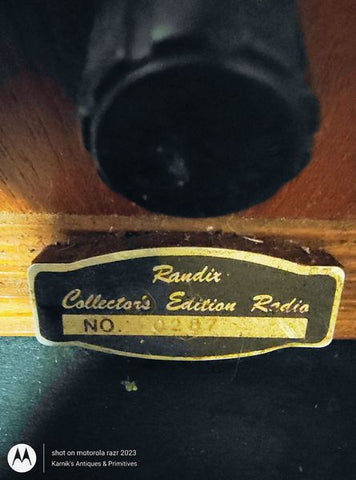 Randix
Collector's Edition Radio
NO. 0287
shot on motorola razr 2023
Karnik's Antiques & Primitives